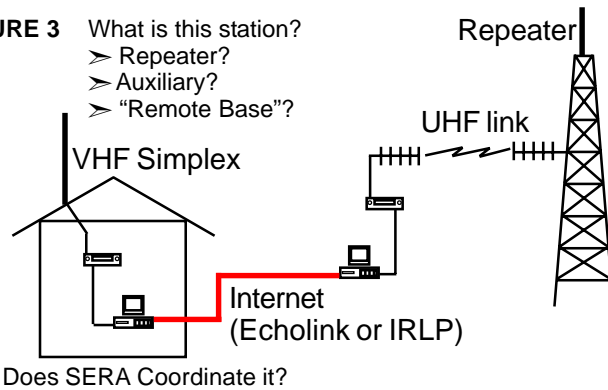 URE 3 What is this station?
➢ Repeater?
➢ Auxiliary?
➢ “Remote Base”?
Repeater
UHF link
VHF Simplex
Internet
(Echolink or IRLP)
Does SERA Coordinate it?